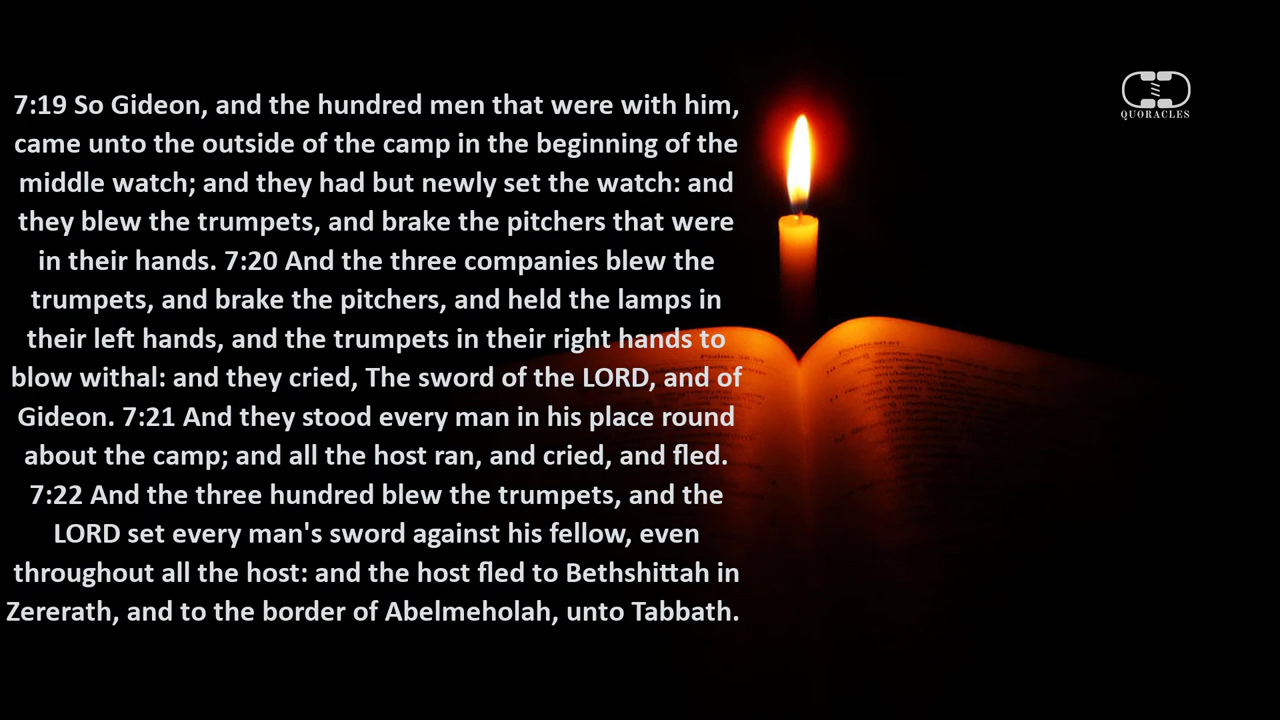 7:19 So Gideon, and the hundred men that were with him,
came unto the outside of the camp in the beginning of the
middle watch; and they had but newly set the watch: and
they blew the trumpets, and brake the pitchers that were
in their hands. 7:20 And the three companies blew the
trumpets, and brake the pitchers, and held the lamps in
their left hands, and the trumpets in their right hands to
blow withal: and they cried, The sword of the LORD, and of
Gideon. 7:21 And they stood every man in his place round
about the camp; and all the host ran, and cried, and fled.
7:22 And the three hundred blew the trumpets, and the
LORD set every man's sword against his fellow, even
throughout all the host: and the host fled to Bethshittah in
Zererath, and to the border of Abelmeholah, unto Tabbath.
QUORACLES